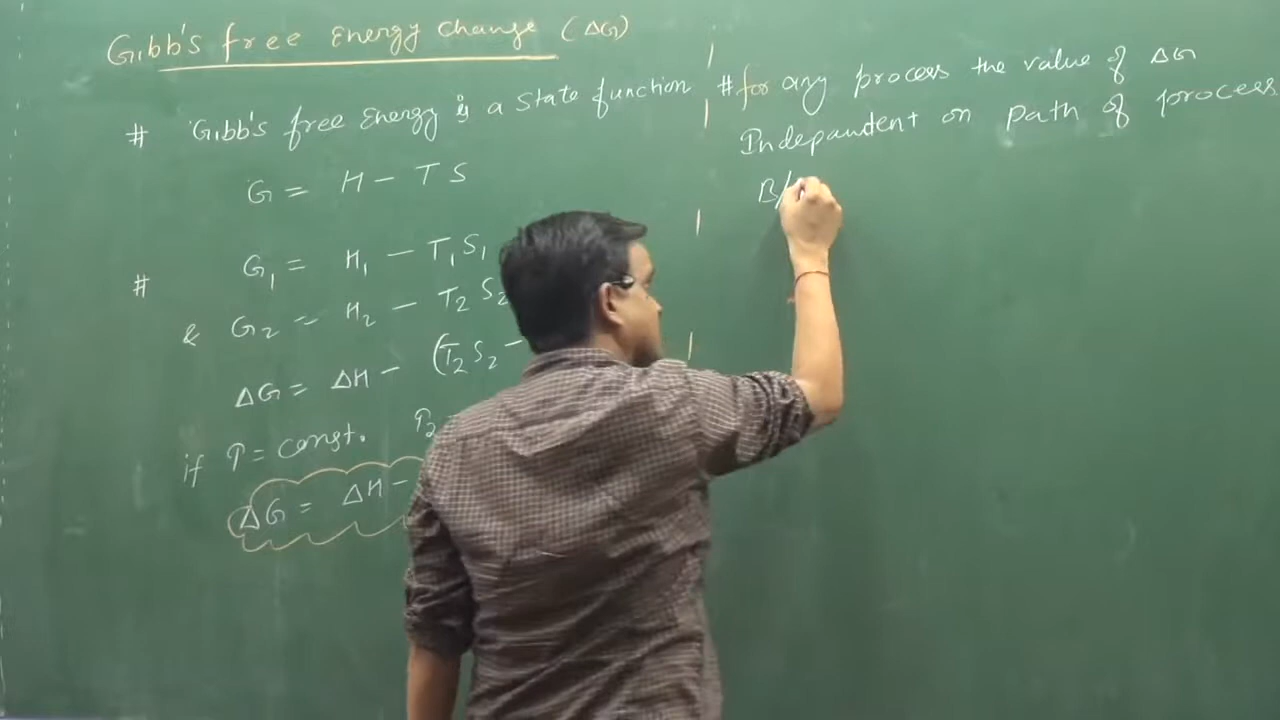 Gibb's free Energy Change (ΔG)
# Gibb's free Energy is a State function
G = H - TS
# G₁ = H₁ - T₁S₁
& G₂ = H₂ - T₂S₂
ΔG = ΔH - (T₂S₂ -
if T = const. T₂
ΔG = ΔH -
# for any process the value of ΔG
Independent on path of process
B/